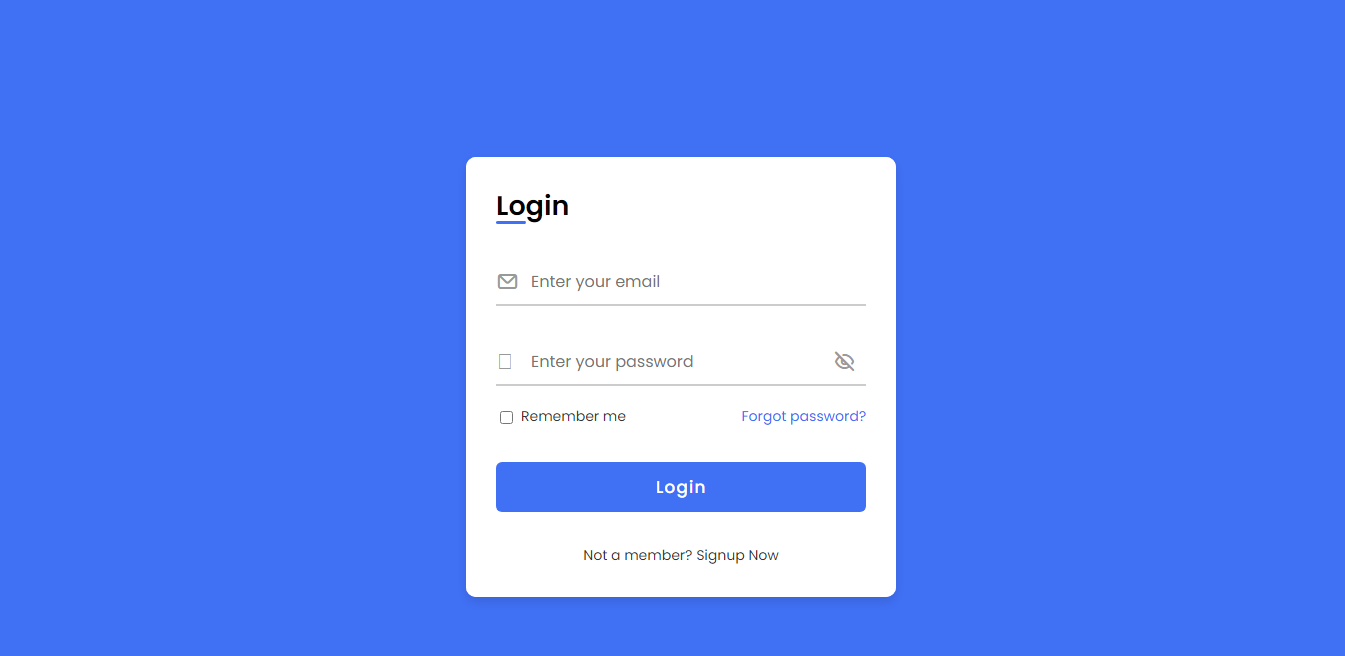 Login
Enter your email
Enter your password
Remember me
Forgot password?
Login
Not a member? Signup Now